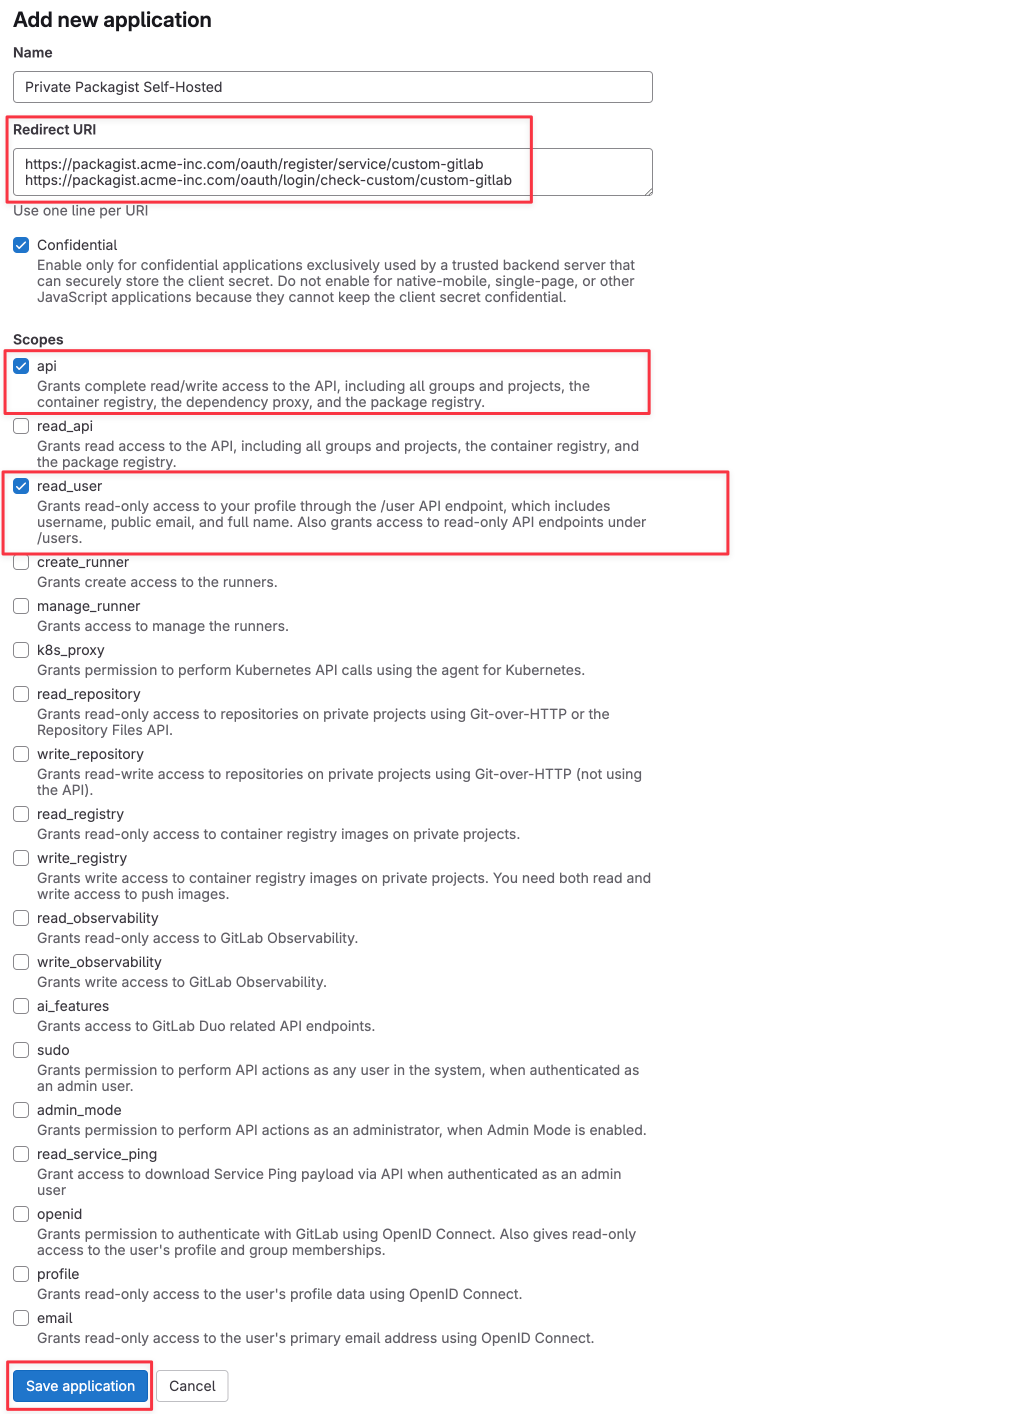 Add new application
Name
Private Packagist Self-Hosted
Redirect URI
https://packagist.acme-inc.com/oauth/register/service/custom-gitlab
https://packagist.acme-inc.com/oauth/login/check-custom/custom-gitlab
Use one line per URI
Confidential
Enable only for confidential applications exclusively used by a trusted backend server that
can securely store the client secret. Do not enable for native-mobile, single-page, or other
JavaScript applications because they cannot keep the client secret confidential.
Scopes
api
Grants complete read/write access to the API, including all groups and projects, the
container registry, the dependency proxy, and the package registry.
read_api
Grants read access to the API, including all groups and projects, the container registry, and
the package registry.
read_user
Grants read-only access to your profile through the /user API endpoint, which includes
username, public email, and full name. Also grants access to read-only API endpoints under
/users.
create_runner
Grants create access to the runners.
manage_runner
Grants access to manage the runners.
k8s_proxy
Grants permission to perform Kubernetes API calls using the agent for Kubernetes.
read_repository
Grants read-only access to repositories on private projects using Git-over-HTTP or the
Repository Files API.
write_repository
Grants read-write access to repositories on private projects using Git-over-HTTP (not using
the API).
read_registry
Grants read-only access to container registry images on private projects.
write_registry
Grants write access to container registry images on private projects. You need both read and
write access to push images.
read_observability
Grants read-only access to GitLab Observability.
write_observability
Grants write access to GitLab Observability.
ai_features
Grants access to GitLab Duo related API endpoints.
sudo
Grants permission to perform API actions as any user in the system, when authenticated as
an admin user.
admin_mode
Grants permission to perform API actions as an administrator, when Admin Mode is enabled.
read_service_ping
Grant access to download Service Ping payload via API when authenticated as an admin
user
openid
Grants permission to authenticate with GitLab using OpenID Connect. Also gives read-only
access to the user's profile and group memberships.
profile
Grants read-only access to the user's profile data using OpenID Connect.
email
Grants read-only access to the user's primary email address using OpenID Connect.
Save application Cancel